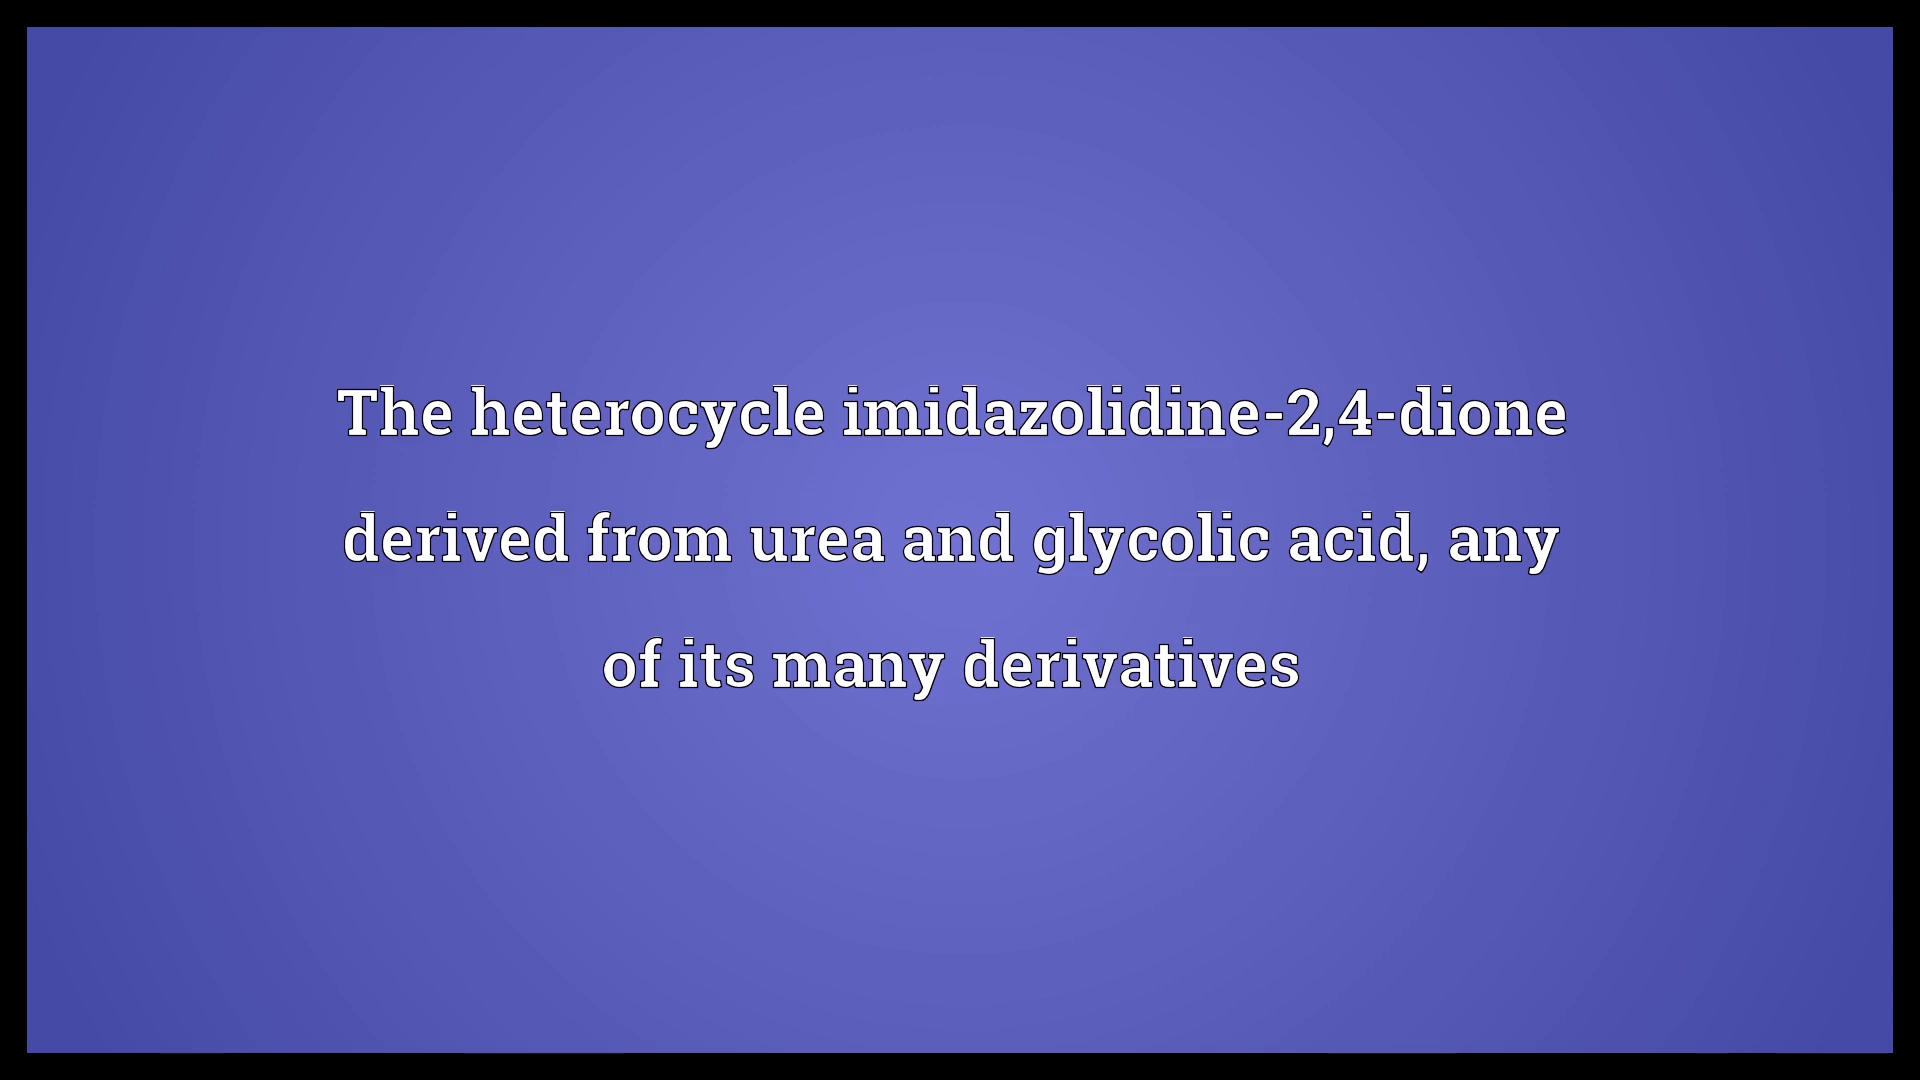 The heterocycle imidazolidine-2,4-dione
derived from urea and glycolic acid, any
of its many derivatives